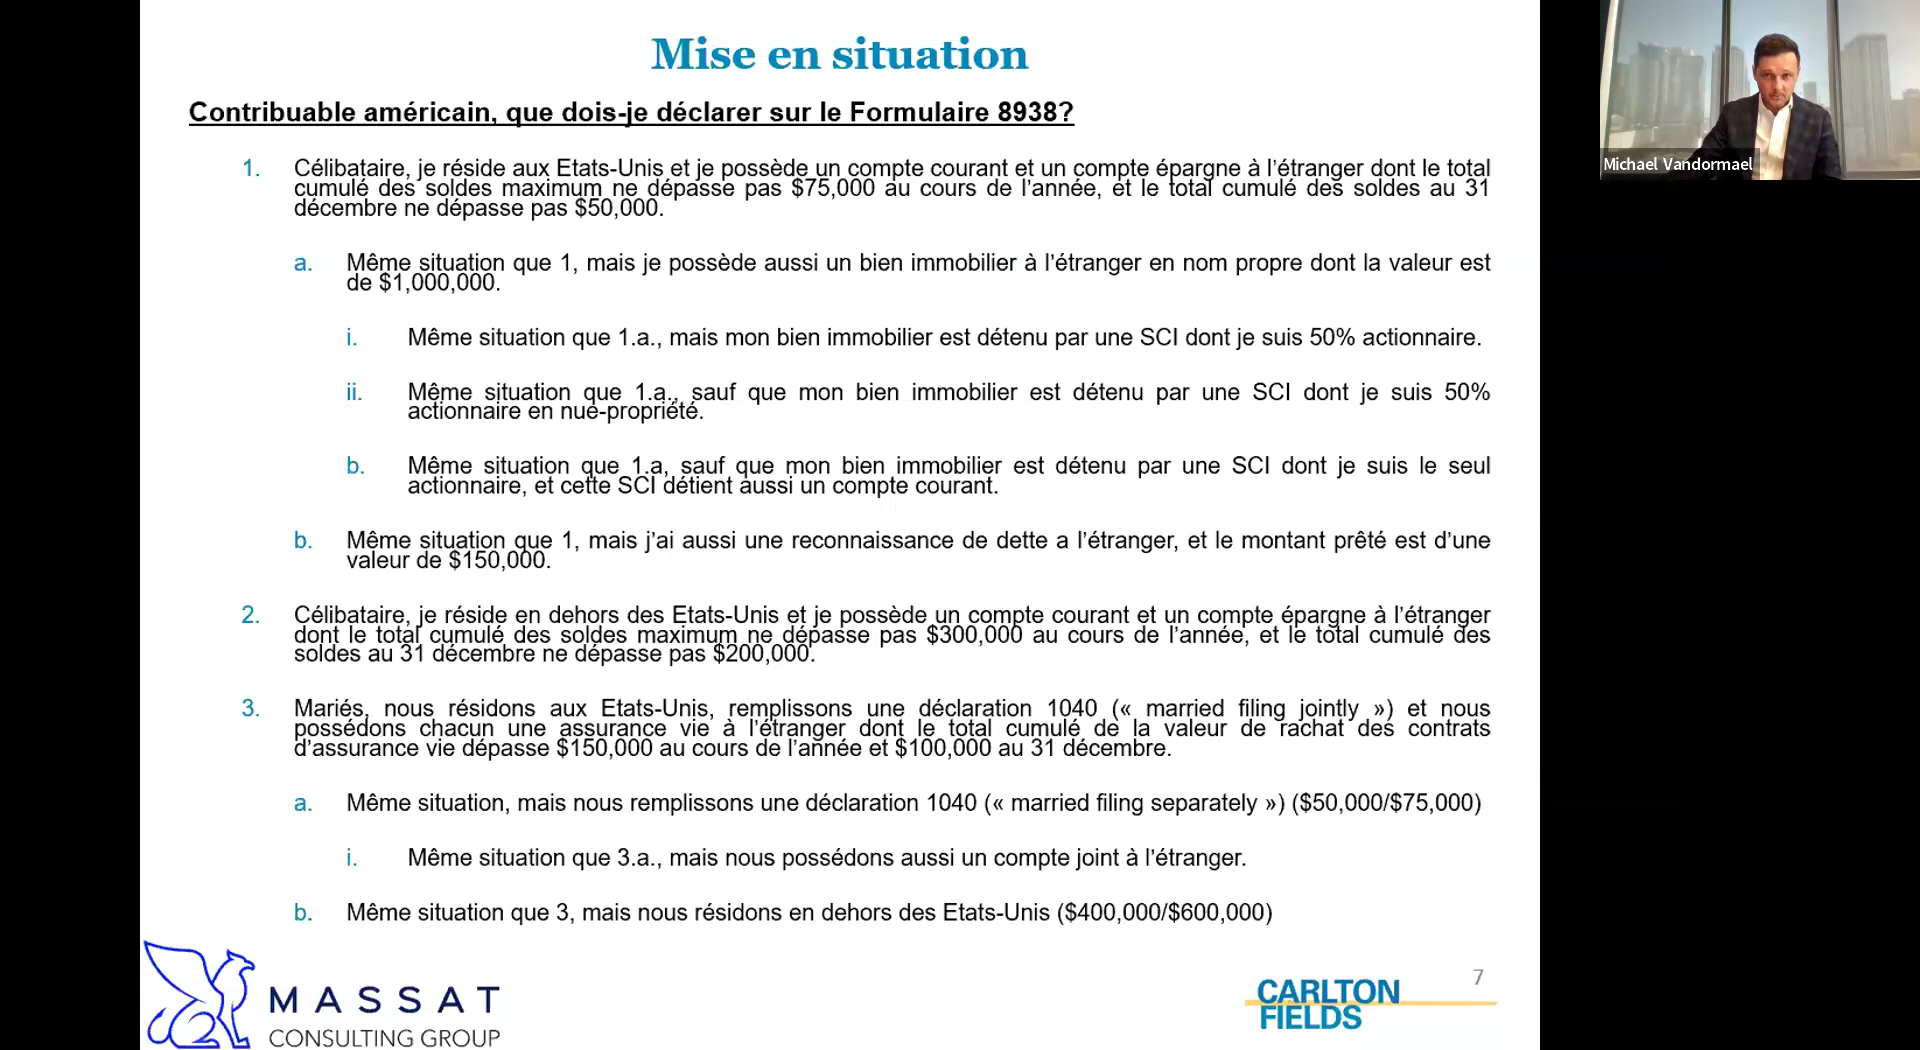 Mise en situation
Contribuable américain, que dois-je déclarer sur le Formulaire 8938?
1. Célibataire, je réside aux Etats-Unis et je possède un compte courant et un compte épargne à l'étranger dont le total
cumulé des soldes maximum ne dépasse pas $75,000 au cours de l'année, et le total cumulé des soldes au 31
décembre ne dépasse pas $50,000.
a. Même situation que 1, mais je possède aussi un bien immobilier à l'étranger en nom propre dont la valeur est
de $1,000,000.
i. Même situation que 1.a., mais mon bien immobilier est détenu par une SCI dont je suis 50% actionnaire.
ii. Même situation que 1.a., sauf que mon bien immobilier est détenu par une SCI dont je suis 50%
actionnaire en nue-propriété.
b. Même situation que 1.a, sauf que mon bien immobilier est détenu par une SCI dont je suis le seul
actionnaire, et cette SCI détient aussi un compte courant.
b. Même situation que 1, mais j'ai aussi une reconnaissance de dette a l'étranger, et le montant prêté est d'une
valeur de $150,000.
2. Célibataire, je réside en dehors des Etats-Unis et je possède un compte courant et un compte épargne à l'étranger
dont le total cumulé des soldes maximum ne dépasse pas $300,000 au cours de l'année, et le total cumulé des
soldes au 31 décembre ne dépasse pas $200,000.
3. Mariés, nous résidons aux Etats-Unis, remplissons une déclaration 1040 (« married filing jointly ») et nous
possédons chacun une assurance vie à l'étranger dont le total cumulé de la valeur de rachat des contrats
d'assurance vie dépasse $150,000 au cours de l'année et $100,000 au 31 décembre.
a. Même situation, mais nous remplissons une déclaration 1040 (« married filing separately ») ($50,000/$75,000)
i. Même situation que 3.a., mais nous possédons aussi un compte joint à l'étranger.
b. Même situation que 3, mais nous résidons en dehors des Etats-Unis ($400,000/$600,000)
MASSAT
CONSULTING GROUP
CARLTON
FIELDS
7
Michael Vandormael